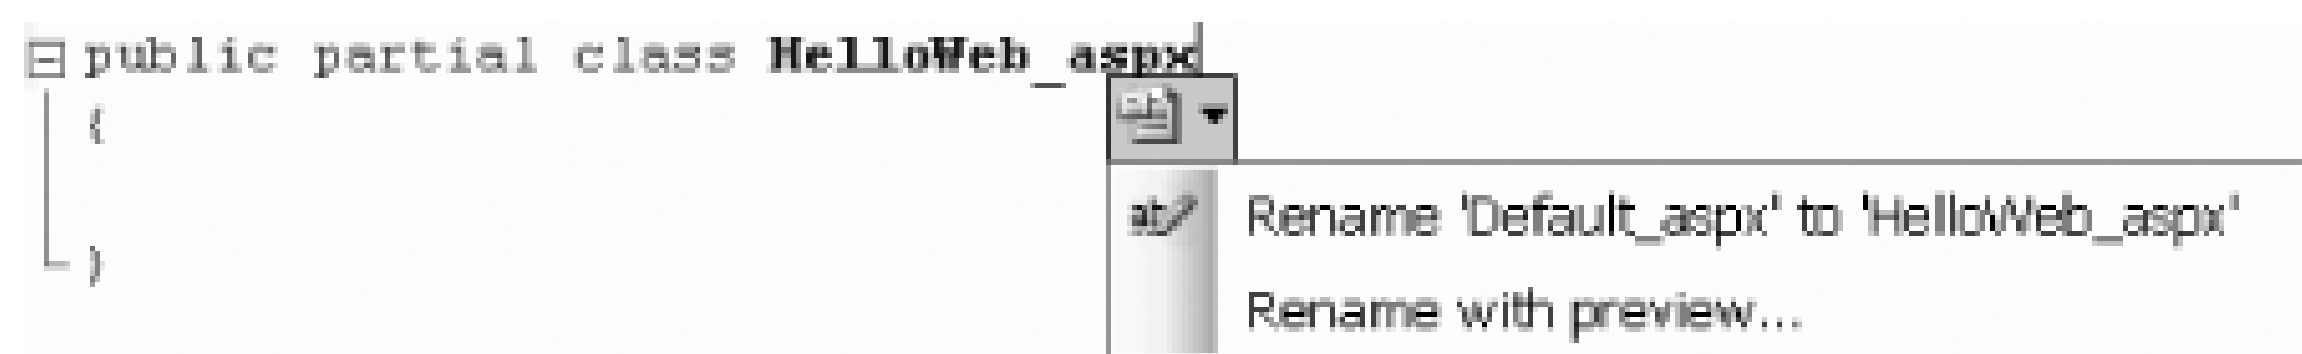 public partial class HelloWeb_aspx
{
Rename 'Default_aspx' to 'HelloWeb_aspx'
}
Rename with preview...